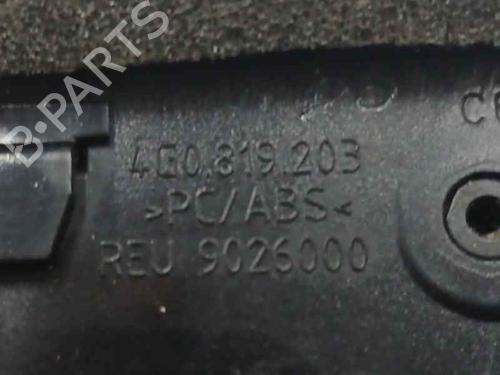 B-PARTS
C
4G0.819.203
>PC/ABS<
REU 9026000